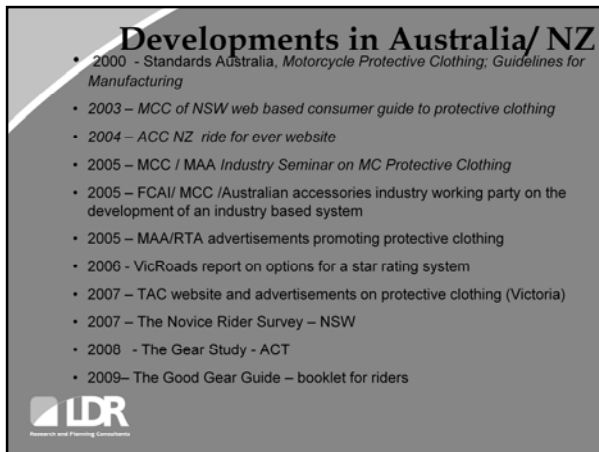 Developments in Australia/ NZ
• 2000 - Standards Australia, Motorcycle Protective Clothing; Guidelines for
Manufacturing
• 2003 – MCC of NSW web based consumer guide to protective clothing
• 2004 – ACC NZ ride for ever website
• 2005 – MCC / MAA Industry Seminar on MC Protective Clothing
• 2005 – FCAI/ MCC /Australian accessories industry working party on the
development of an industry based system
• 2005 – MAA/RTA advertisements promoting protective clothing
• 2006 - VicRoads report on options for a star rating system
• 2007 – TAC website and advertisements on protective clothing (Victoria)
• 2007 – The Novice Rider Survey – NSW
• 2008 - The Gear Study - ACT
• 2009– The Good Gear Guide – booklet for riders
LDR
Research and Planning Consultants